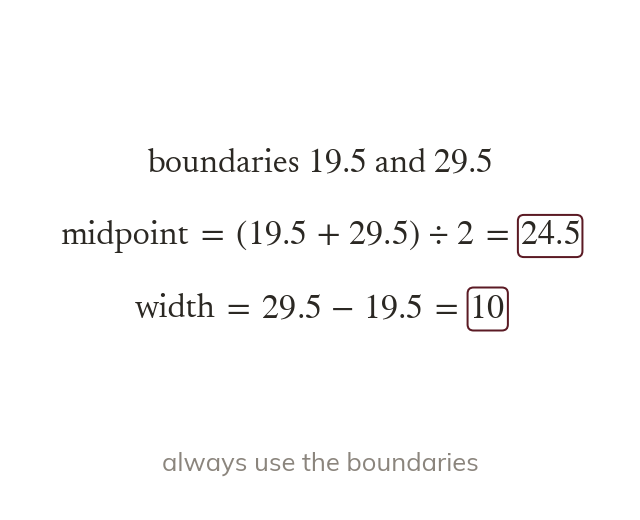 boundaries 19.5 and 29.5
midpoint = (19.5 + 29.5) ÷ 2 = 24.5
width = 29.5 − 19.5 = 10
always use the boundaries